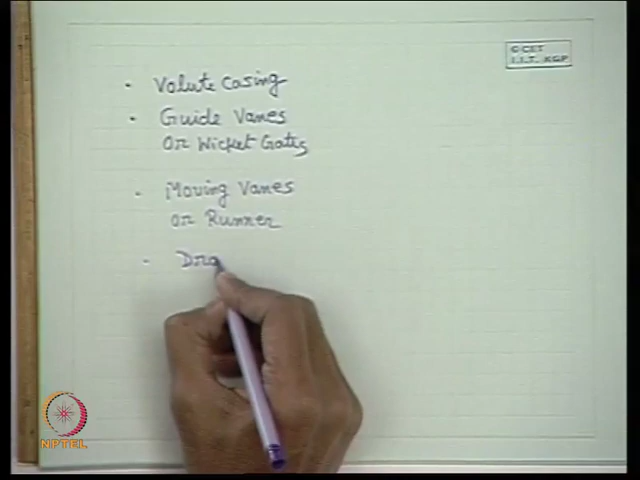 © CET
I.I.T. KGP
• Volute Casing
• Guide Vanes
Or Wicket Gates
• Moving Vanes
or Runner
• Dra
NPTEL